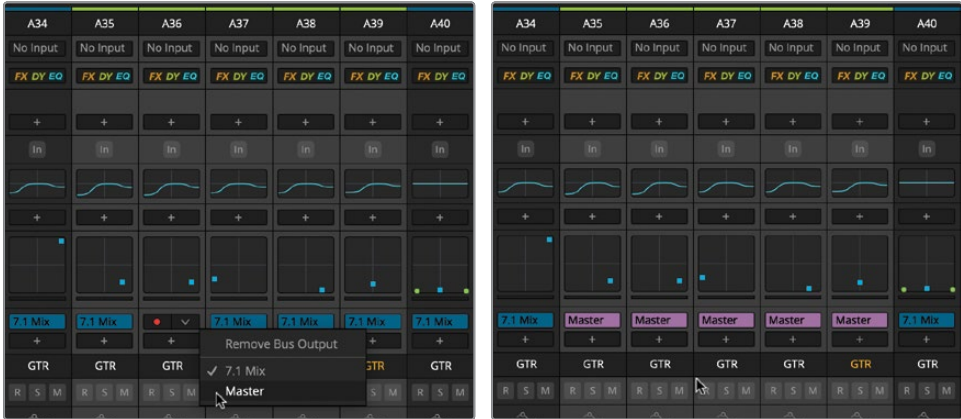 A34 A35 A36 A37 A38 A39 A40
No Input No Input No Input No Input No Input No Input No Input
FX DY EQ FX DY EQ FX DY EQ FX DY EQ FX DY EQ FX DY EQ FX DY EQ
+ + + + + + +
In In In In In In In
+ + + + + + +
7.1 Mix 7.1 Mix 7.1 Mix 7.1 Mix 7.1 Mix 7.1 Mix
+ + +
Remove Bus Output
GTR GTR GTR GTR GTR
✓ 7.1 Mix
R S M R S M R S M R S M
Master
A34 A35 A36 A37 A38 A39 A40
No Input No Input No Input No Input No Input No Input No Input
FX DY EQ FX DY EQ FX DY EQ FX DY EQ FX DY EQ FX DY EQ FX DY EQ
+ + + + + + +
In In In In In In In
+ + + + + + +
7.1 Mix Master Master Master Master Master 7.1 Mix
+ + + + + + +
GTR GTR GTR GTR GTR GTR GTR
R S M R S M R S M R S M R S M R S M R S M